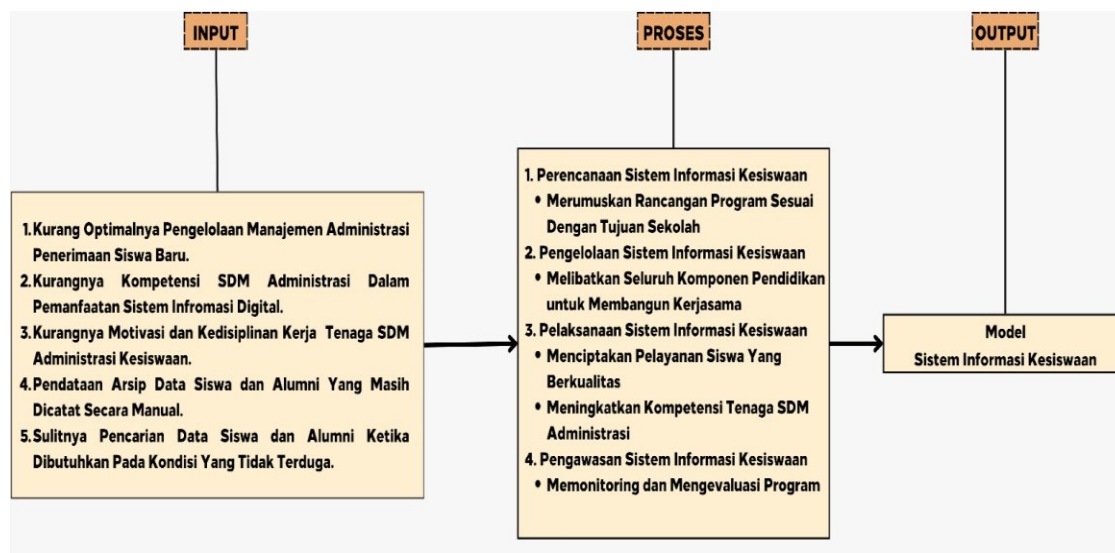 INPUT
PROSES
OUTPUT
1. Kurang Optimalnya Pengelolaan Manajemen Administrasi
Penerimaan Siswa Baru.
2. Kurangnya Kompetensi SDM Administrasi Dalam
Pemanfaatan Sistem Infromasi Digital.
3. Kurangnya Motivasi dan Kedisiplinan Kerja Tenaga SDM
Administrasi Kesiswaan.
4. Pendataan Arsip Data Siswa dan Alumni Yang Masih
Dicatat Secara Manual.
5. Sulitnya Pencarian Data Siswa dan Alumni Ketika
Dibutuhkan Pada Kondisi Yang Tidak Terduga.
1. Perencanaan Sistem Informasi Kesiswaan
• Merumuskan Rancangan Program Sesuai
Dengan Tujuan Sekolah
2. Pengelolaan Sistem Informasi Kesiswaan
• Melibatkan Seluruh Komponen Pendidikan
untuk Membangun Kerjasama
3. Pelaksanaan Sistem Informasi Kesiswaan
• Menciptakan Pelayanan Siswa Yang
Berkualitas
• Meningkatkan Kompetensi Tenaga SDM
Administrasi
4. Pengawasan Sistem Informasi Kesiswaan
• Memonitoring dan Mengevaluasi Program
Model
Sistem Informasi Kesiswaan